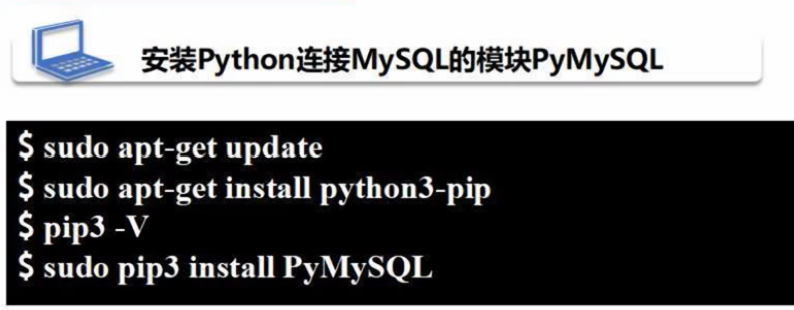 安装Python连接MySQL的模块PyMySQL
$ sudo apt-get update
$ sudo apt-get install python3-pip
$ pip3 -V
$ sudo pip3 install PyMySQL